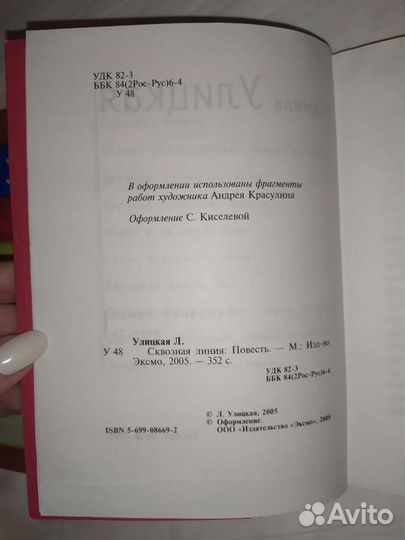 УДК 82-3
ББК 84(2Рос-Рус)6-4
У 48
В оформлении использованы фрагменты
работ художника Андрея Красулина
Оформление С. Киселевой
Улицкая Л.
У 48 Сквозная линия: Повесть. — М.: Изд-во
Эксмо, 2005. — 352 с.
УДК 82-3
ББК 84(2Рос-Рус)6-4
© Л. Улицкая, 2005
© Оформление.
ISBN 5-699-08669-2 ООО «Издательство «Эксмо», 2005
Avito